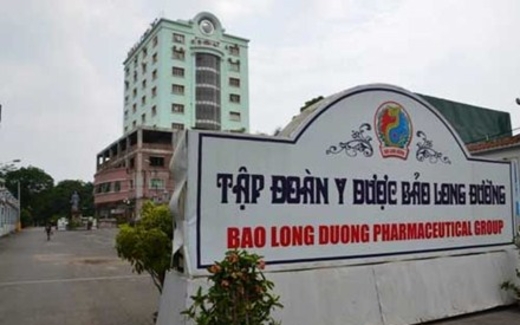 TẬP ĐOÀN Y DƯỢC BẢO LONG ĐƯỜNG
BAO LONG DUONG PHARMACEUTICAL GROUP